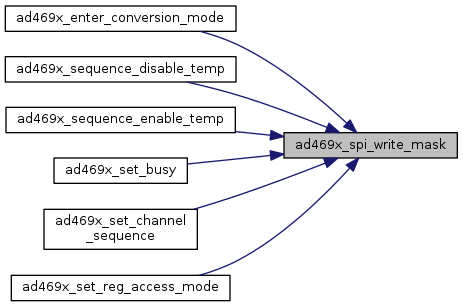 ad469x_enter_conversion_mode
ad469x_sequence_disable_temp
ad469x_sequence_enable_temp
ad469x_spi_write_mask
ad469x_set_busy
ad469x_set_channel
_sequence
ad469x_set_reg_access_mode